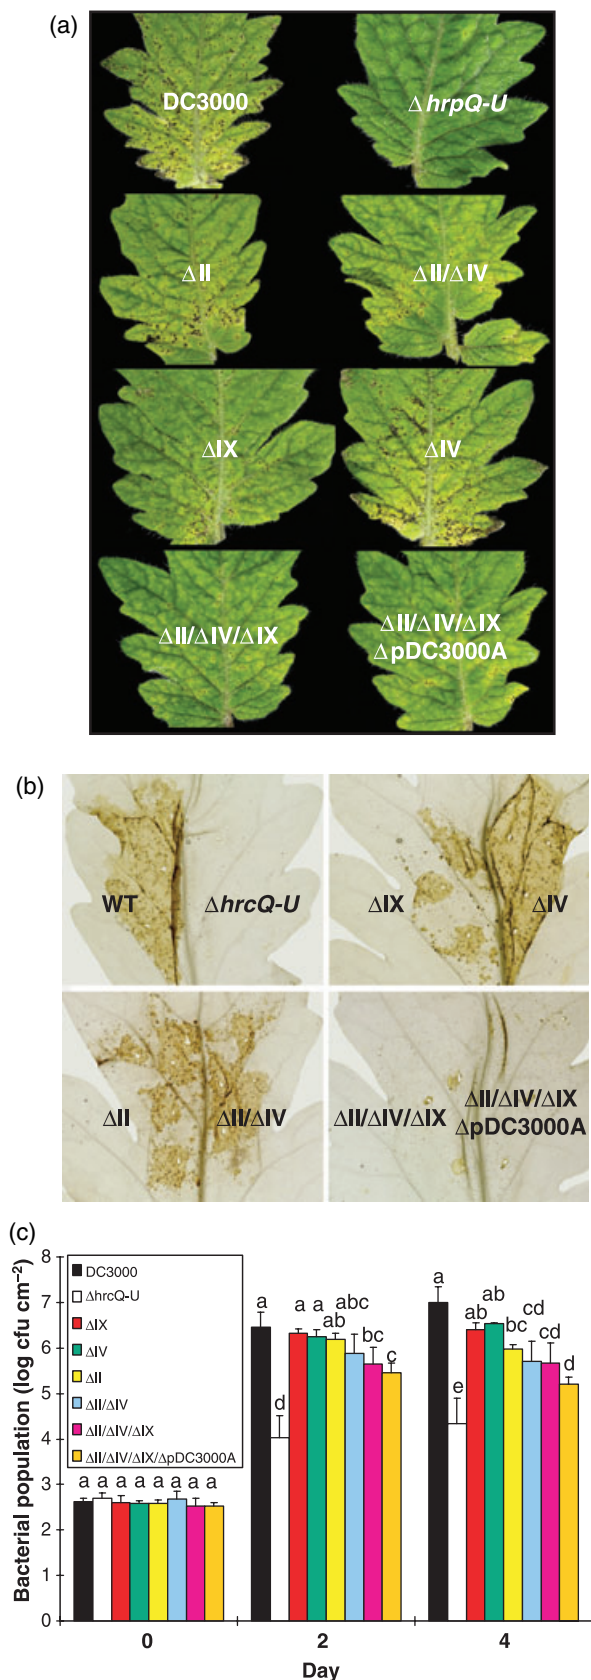 (a)
DC3000
ΔhrpQ-U
ΔII
ΔII/ΔIV
ΔIX
ΔIV
ΔII/ΔIV/ΔIX
ΔII/ΔIV/ΔIX
ΔpDC3000A
(b)
WT
ΔhrcQ-U
ΔIX
ΔIV
ΔII
ΔII/ΔIV
ΔII/ΔIV/ΔIX
ΔII/ΔIV/ΔIX
ΔpDC3000A
(c)
Bacterial population (log cfu cm⁻²)
8
7
6
5
4
3
2
1
0
DC3000
ΔhrcQ-U
ΔIX
ΔIV
ΔII
ΔII/ΔIV
ΔII/ΔIV/ΔIX
ΔII/ΔIV/ΔIX/ΔpDC3000A
a a a a a a a a
a d a a ab abc bc c
a e ab ab bc cd cd d
0 2 4
Day